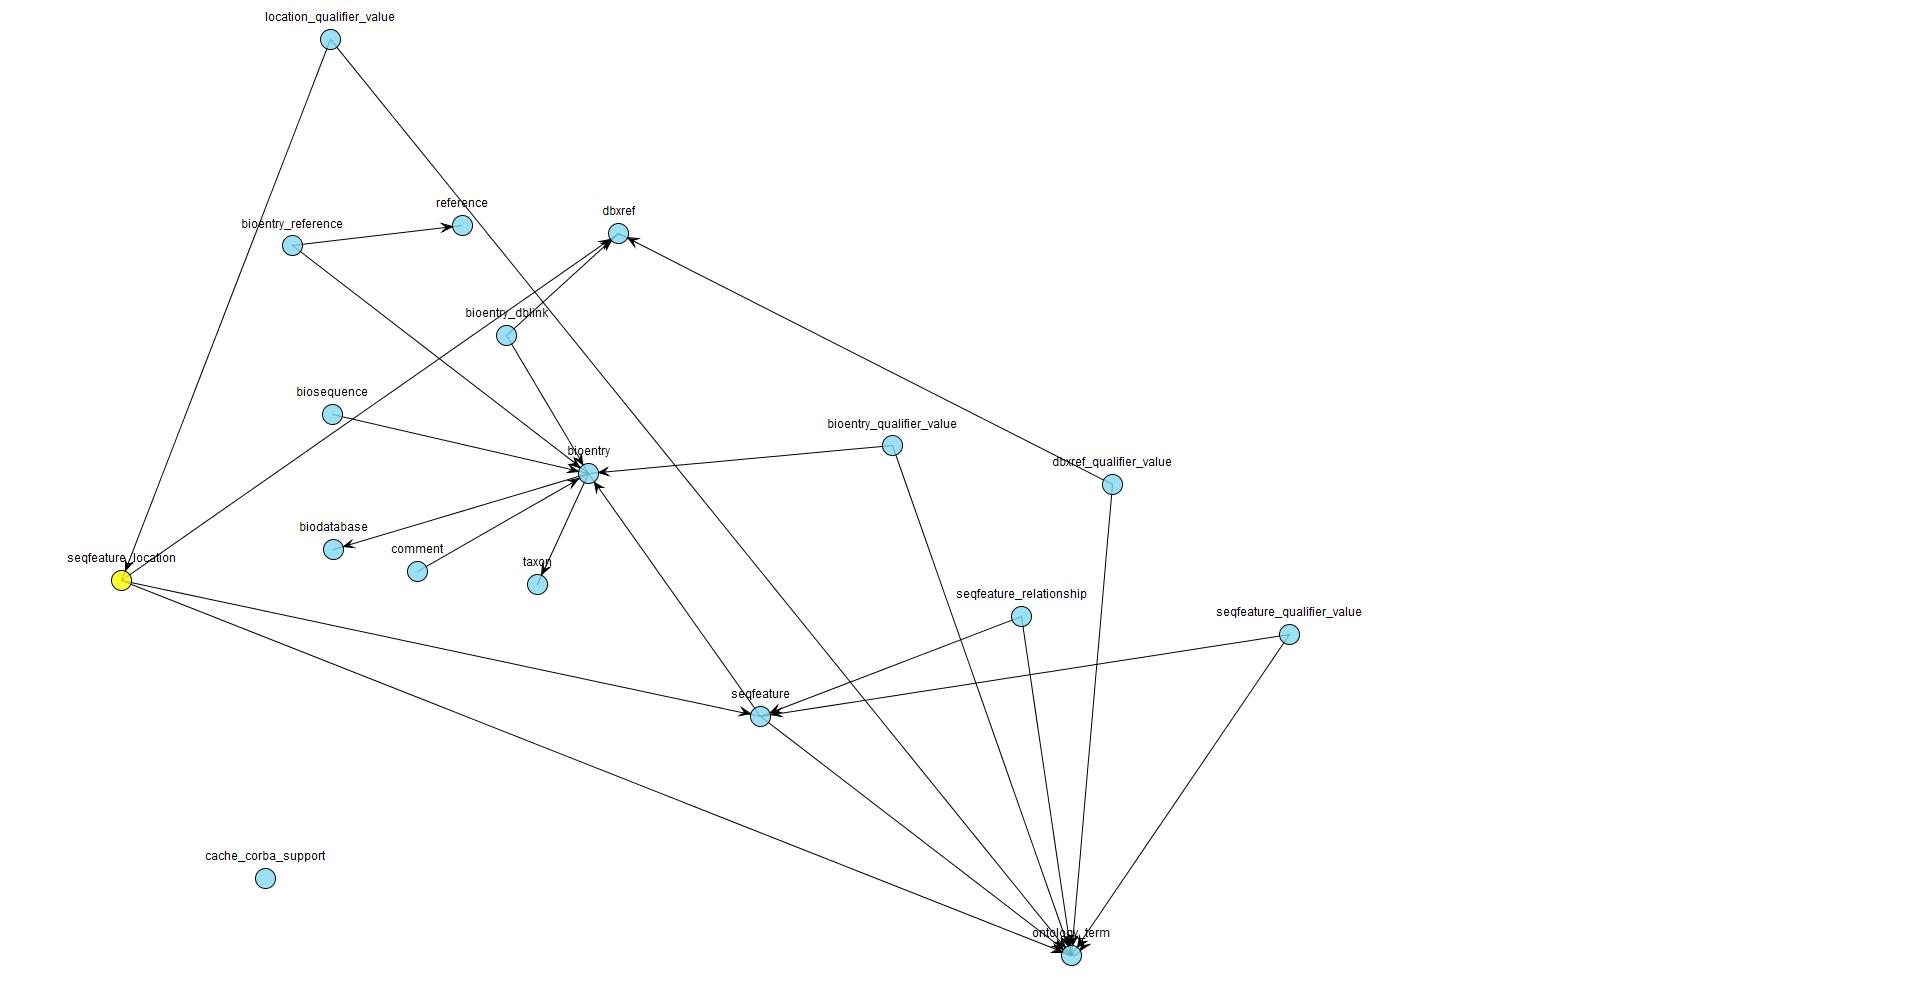 location_qualifier_value
reference
dbxref
bioentry_reference
bioentry_dblink
biosequence
bioentry_qualifier_value
bioentry
dbxref_qualifier_value
biodatabase
comment
seqfeature_location
taxon
seqfeature_relationship
seqfeature_qualifier_value
seqfeature
cache_corba_support
ontology_term